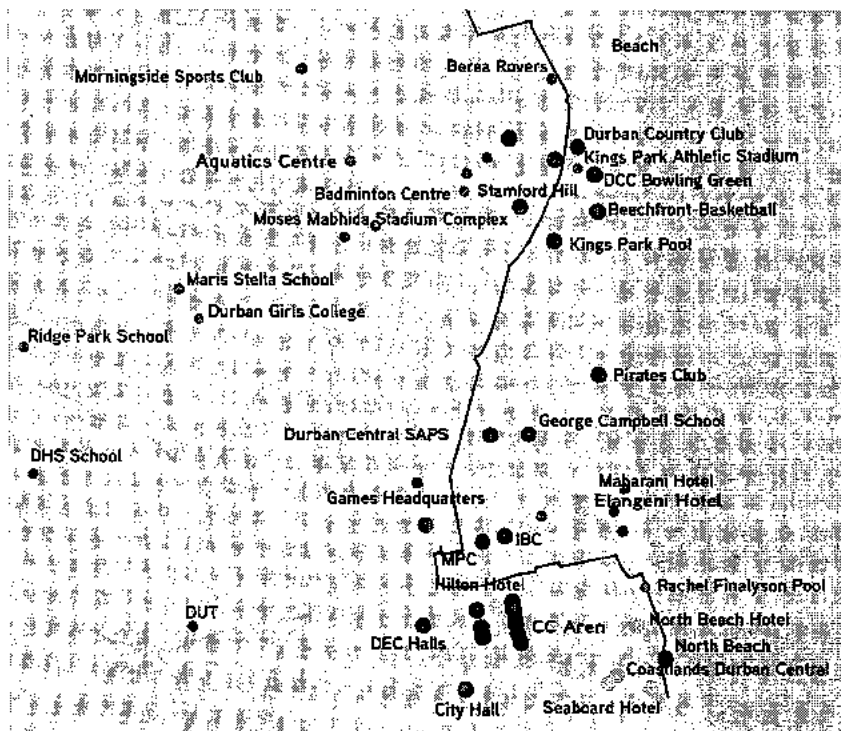 Beach
Morningside Sports Club
Berea Rovers
Durban Country Club
Aquatics Centre
Kings Park Athletic Stadium
DCC Bowling Green
Badminton Centre
Stamford Hill
Beechfront Basketball
Moses Mabhida Stadium Complex
Kings Park Pool
Maris Stella School
Durban Girls College
Ridge Park School
Pirates Club
George Campbell School
Durban Central SAPS
DHS School
Maharani Hotel
Games Headquarters
Elangeni Hotel
IBC
MPC
Hilton Hotel
Rachel Finalyson Pool
DUT
North Beach Hotel
CC Aren
DEC Halls
North Beach
Coastlands Durban Central
City Hall
Seaboard Hotel